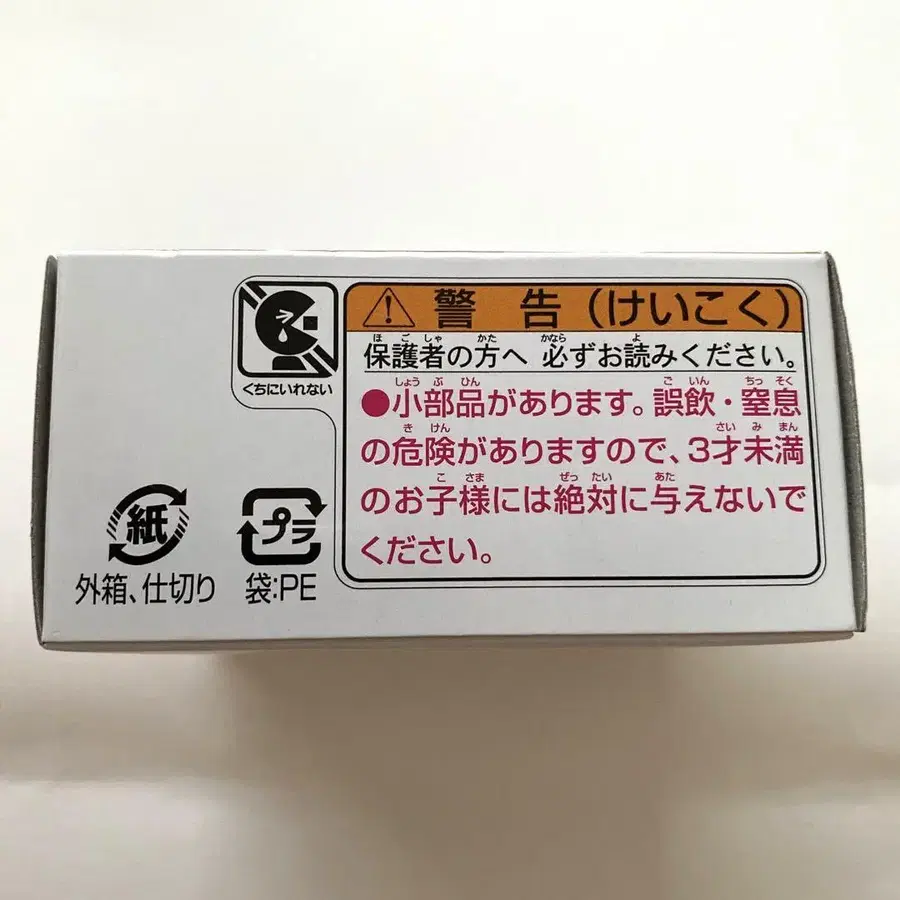 警告(けいこく)
保護者の方へ 必ずお読みください。
●小部品があります。誤飲・窒息
の危険がありますので、3才未満
のお子様には絶対に与えないで
ください。
くちにいれない
紙
外箱、仕切り
プラ
袋:PE